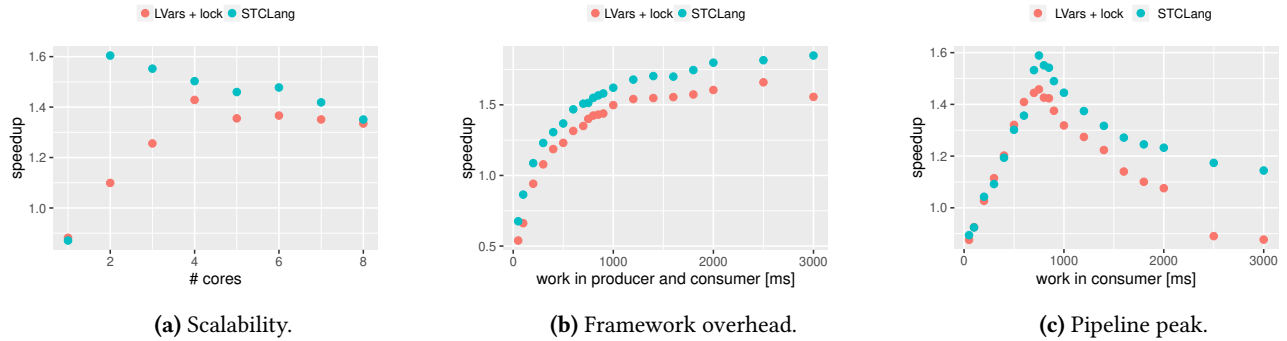 LVars + lock STCLang
1.6
1.4
1.2
1.0
speedup
2 4 6 8
# cores
(a) Scalability.
LVars + lock STCLang
1.5
1.0
0.5
speedup
0 1000 2000 3000
work in producer and consumer [ms]
(b) Framework overhead.
LVars + lock STCLang
1.6
1.4
1.2
1.0
speedup
0 1000 2000 3000
work in consumer [ms]
(c) Pipeline peak.